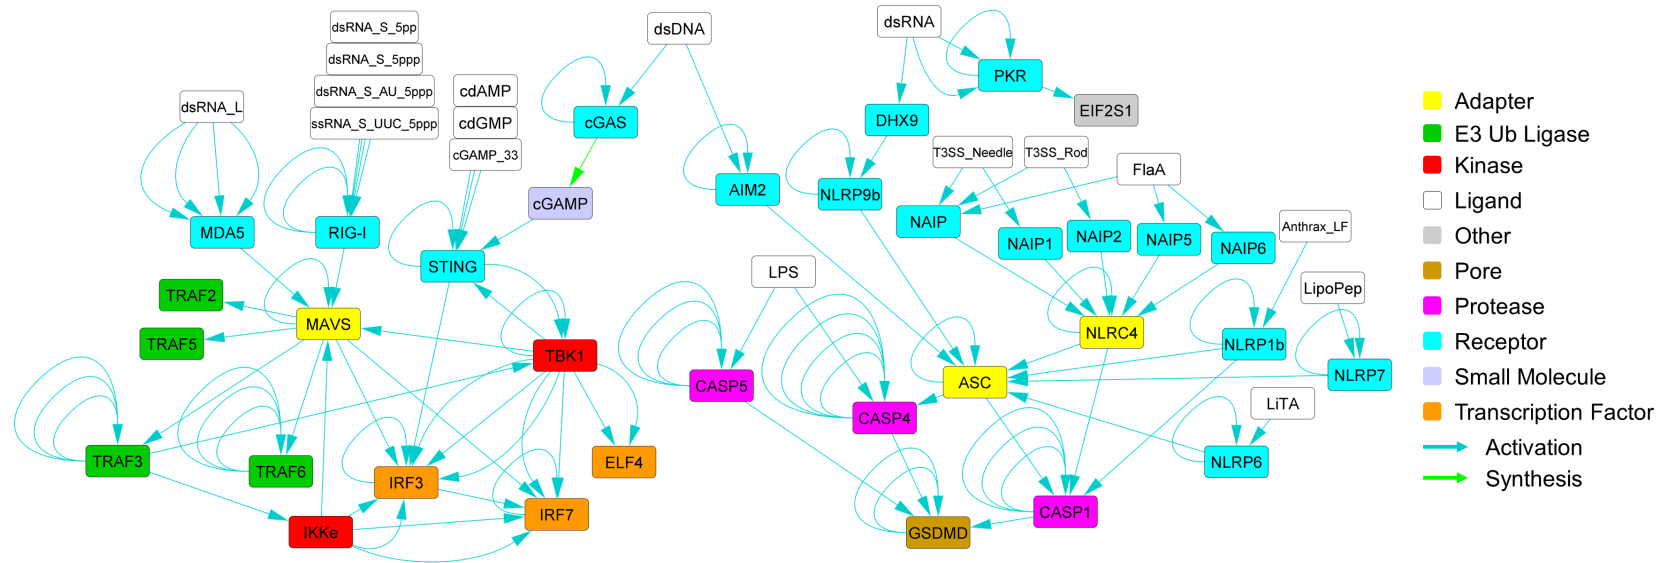 dsRNA_S_5pp
dsRNA_S_5ppp
dsRNA_S_AU_5ppp
ssRNA_S_UUC_5ppp
dsRNA_L
cdAMP
cdGMP
cGAMP_33
dsDNA
dsRNA
PKR
EIF2S1
cGAS
DHX9
T3SS_Needle
T3SS_Rod
FlaA
cGAMP
AIM2
NLRP9b
NAIP
NAIP1
NAIP2
NAIP5
NAIP6
Anthrax_LF
MDA5
RIG-I
STING
LPS
LipoPep
TRAF2
MAVS
TRAF5
TBK1
NLRC4
NLRP1b
NLRP7
CASP5
ASC
CASP4
LiTA
TRAF3
TRAF6
IRF3
ELF4
NLRP6
IKKe
IRF7
GSDMD
CASP1
Adapter
E3 Ub Ligase
Kinase
Ligand
Other
Pore
Protease
Receptor
Small Molecule
Transcription Factor
Activation
Synthesis